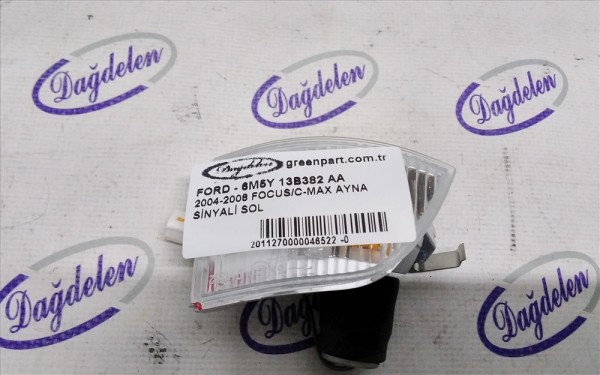 Dağdelen
Dağdelen
Dağdelen
Dağdelen greenpart.com.tr
FORD - 6M5Y 13B382 AA
2004-2008 FOCUS/C-MAX AYNA
SİNYALİ SOL
2011270000046522 -0
Dağdelen
Dağdelen